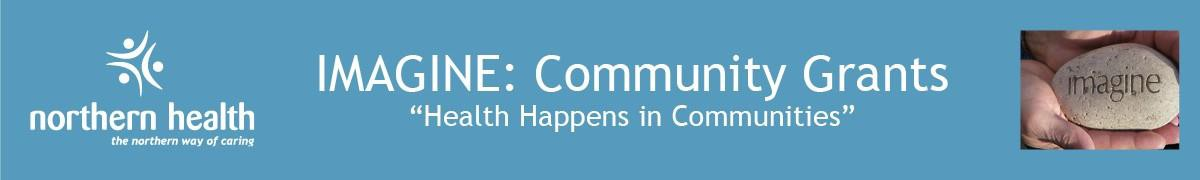 northern health
the northern way of caring
IMAGINE: Community Grants
“Health Happens in Communities”
imagine